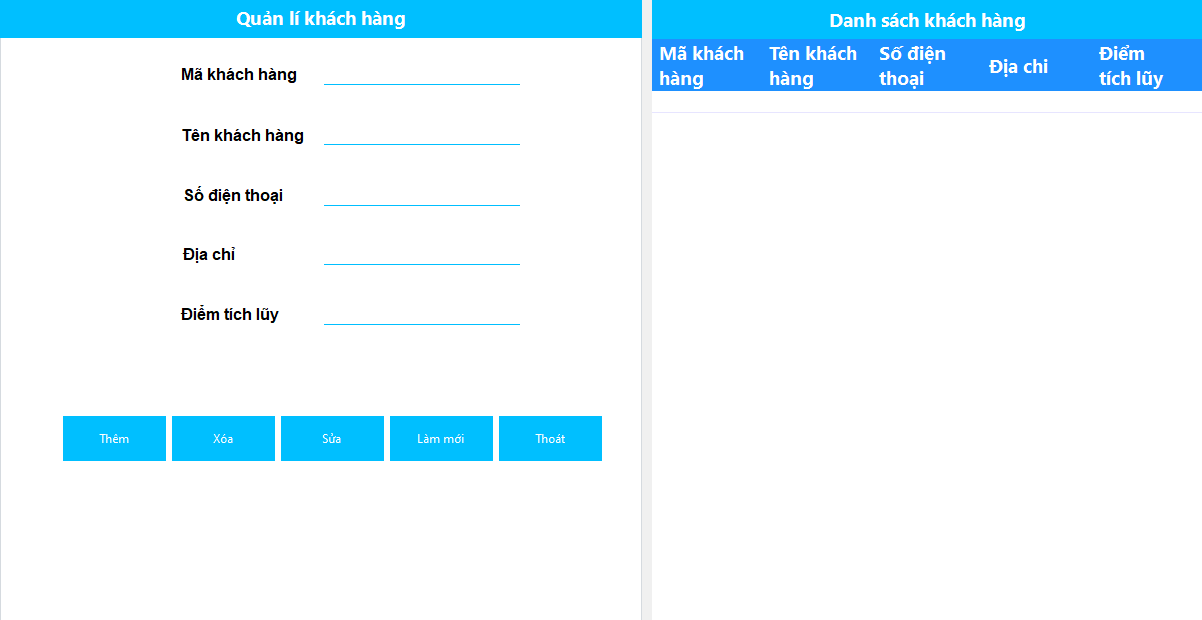 Quản lí khách hàng
Mã khách hàng
Tên khách hàng
Số điện thoại
Địa chỉ
Điểm tích lũy
Thêm
Xóa
Sửa
Làm mới
Thoát
Danh sách khách hàng
Mã khách
hàng
Tên khách
hàng
Số điện
thoại
Địa chi
Điểm
tích lũy